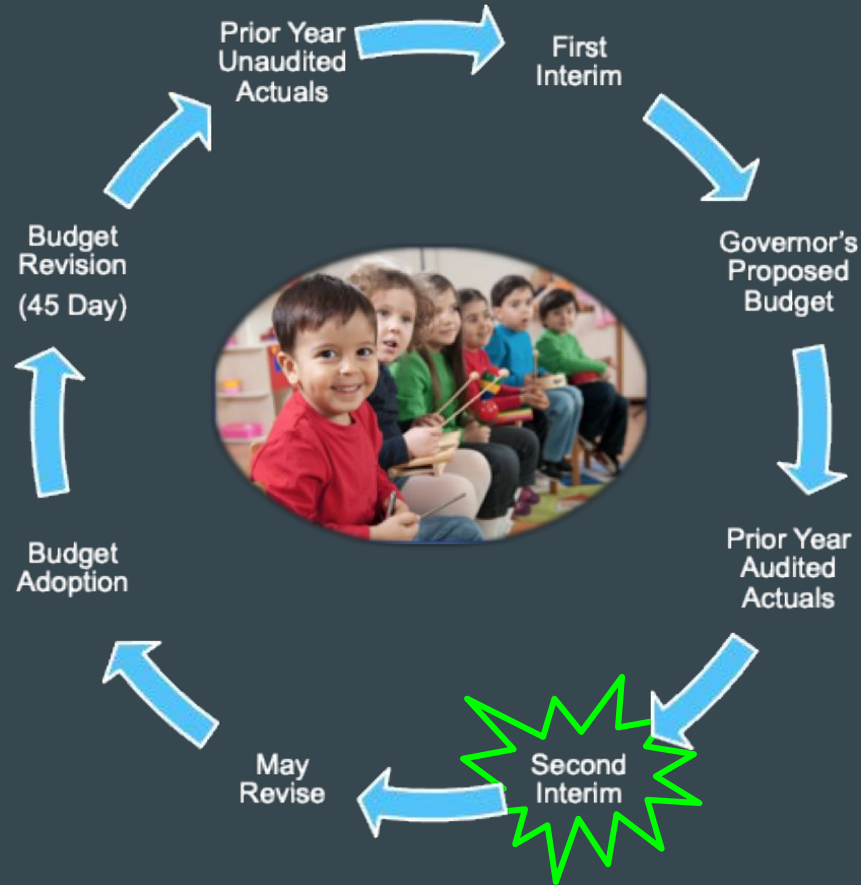 Prior Year
Unaudited
Actuals
First
Interim
Governor's
Proposed
Budget
Prior Year
Audited
Actuals
Second
Interim
May
Revise
Budget
Adoption
Budget
Revision
(45 Day)